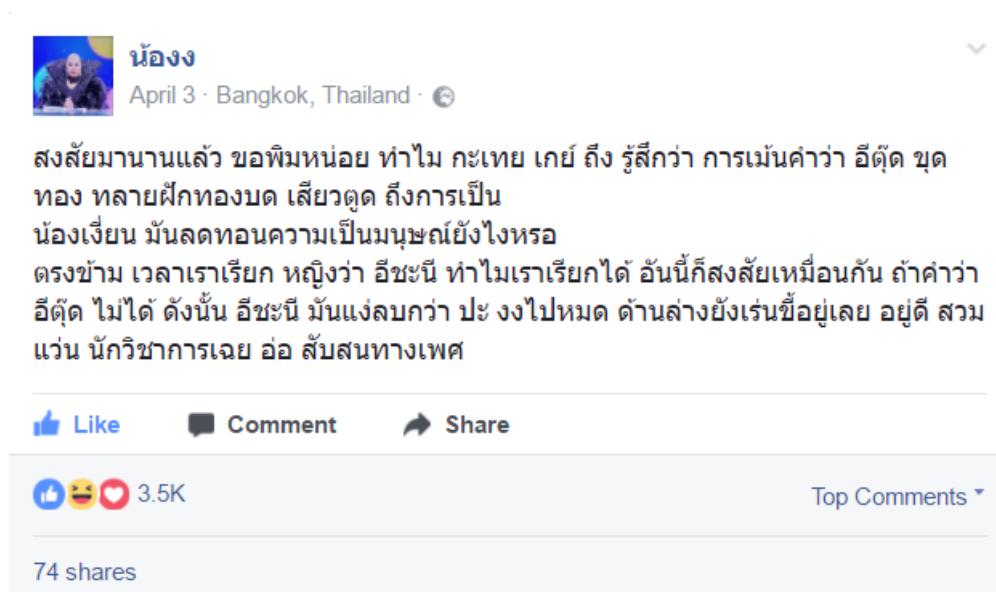 น้องง
April 3 · Bangkok, Thailand ·
สงสัยมานานแล้ว ขอพิมหน่อย ทำไม กะเทย เกย์ ถึง รู้สึกว่า การเม้นคำว่า อีตุ๊ด ขุด
ทอง ทลายฝักทองบด เสียวตูด ถึงการเป็น
น้องเงี่ยน มันลดทอนความเป็นมนุษณ์ยังไงหรอ
ตรงข้าม เวลาเราเรียก หญิงว่า อีชะนี ทำไมเราเรียกได้ อันนี้ก็สงสัยเหมื่อนกัน ถ้าคำว่า
อีตุ๊ด ไม่ได้ ดังนั้น อีชะนี มันแง่ลบกว่า ปะ งงไปหมด ด้านล่างยังเร่นขี้อยู่เลย อยู่ดี สวม
แว่น นักวิชาการเฉย อ่อ สับสนทางเพศ
Like Comment Share
3.5K Top Comments
74 shares